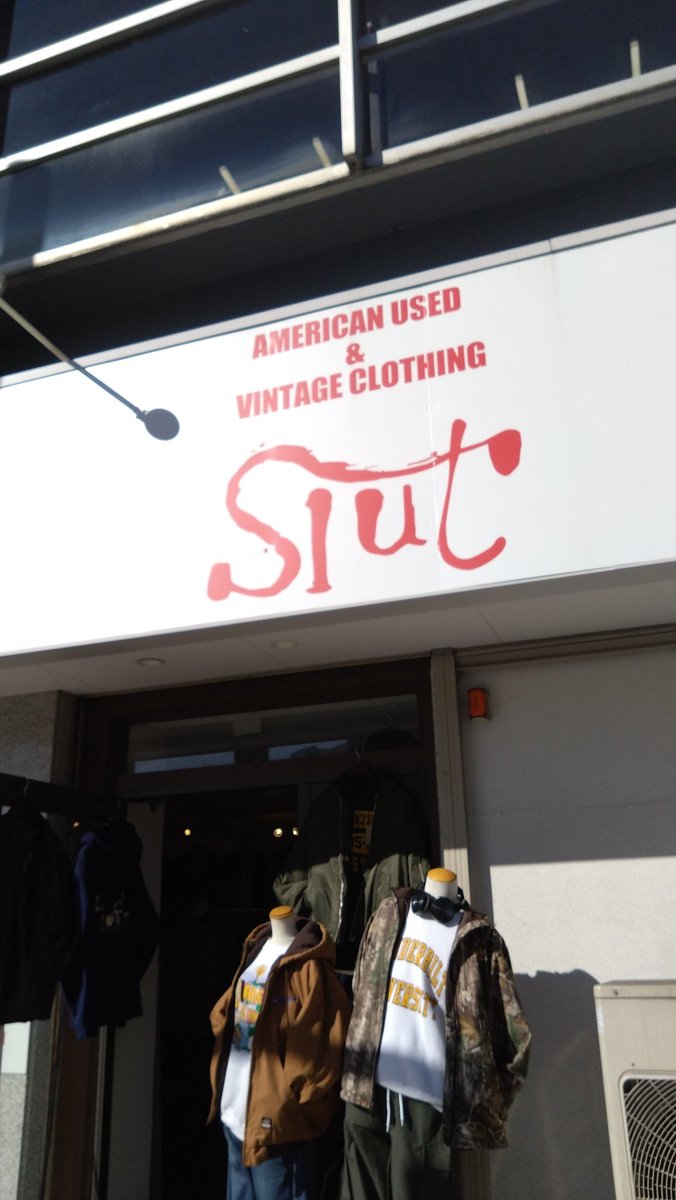 AMERICAN USED
&
VINTAGE CLOTHING
Slut